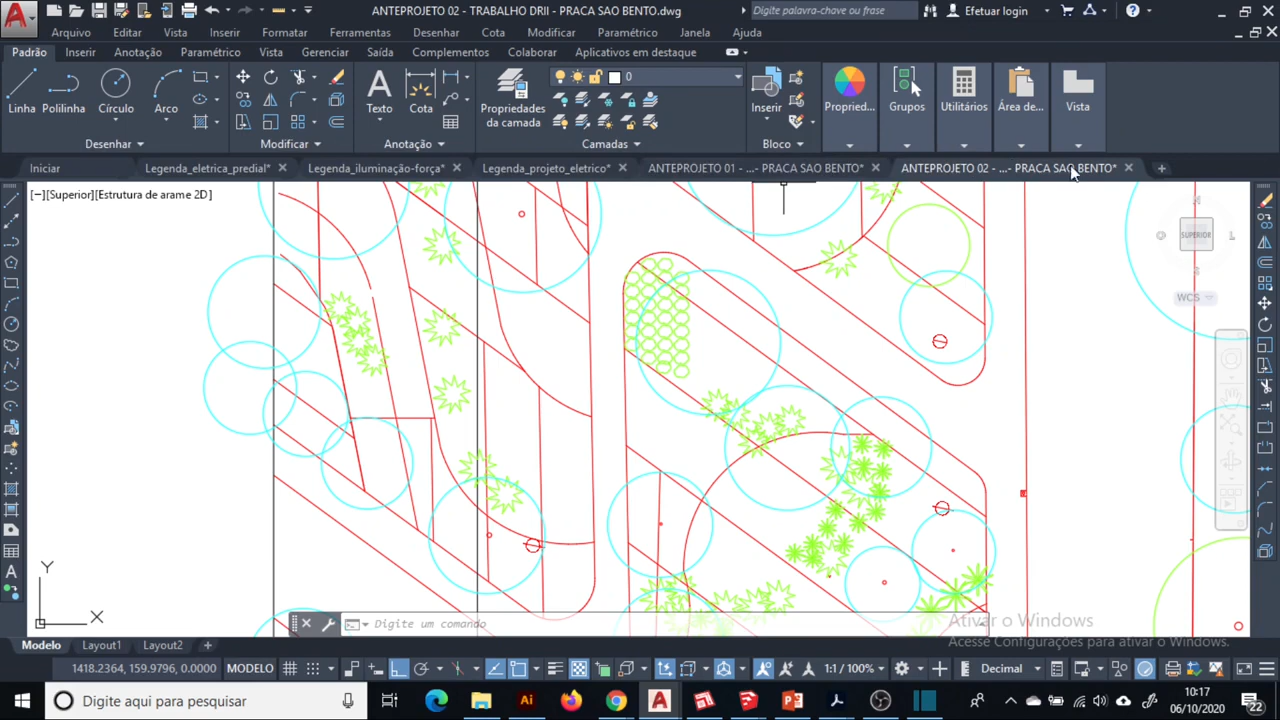 ANTEPROJETO 02 - TRABALHO DRII - PRACA SAO BENTO.dwg
Digite palavra-chave ou frase
Efetuar login
Arquivo Editar Vista Inserir Formatar Ferramentas Desenhar Cota Modificar Paramétrico Janela Ajuda
Padrão Inserir Anotação Paramétrico Vista Gerenciar Saída Complementos Colaborar Aplicativos em destaque
0
Linha Polilinha Círculo Arco Texto Cota Propriedades da camada Inserir Propried... Grupos Utilitários Área de... Vista
Desenhar Modificar Anotação Camadas Bloco
Iniciar Legenda_eletrica_predial* Legenda_iluminação-força* Legenda_projeto_eletrico* ANTEPROJETO 01 - ...- PRACA SAO BENTO* ANTEPROJETO 02 - ...- PRACA SAO BENTO*
[−][Superior][Estrutura de arame 2D]
SUPERIOR
WCS
Y
X
Digite um comando
Ativar o Windows
Acesse Configurações para ativar o Windows.
Modelo Layout1 Layout2
1418.2364, 159.9796, 0.0000 MODELO 1:1 / 100% Decimal
Digite aqui para pesquisar
10:17
06/10/2020
22